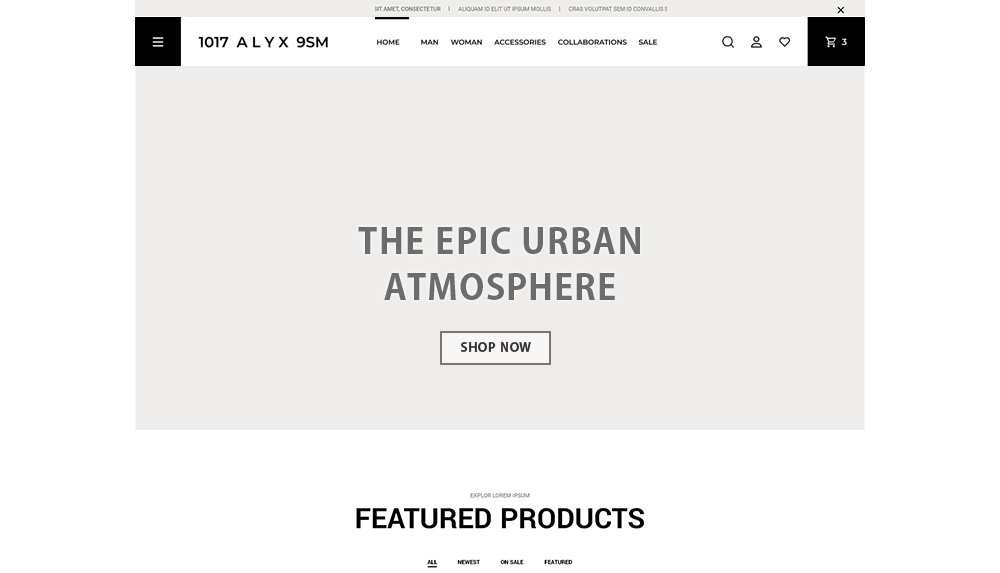 SIT AMET, CONSECTETUR | ALIQUAM ID ELIT UT IPSUM MOLLIS | CRAS VOLUTPAT SEM ID CONVALLIS
1017 ALYX 9SM HOME MAN WOMAN ACCESSORIES COLLABORATIONS SALE 3
THE EPIC URBAN
ATMOSPHERE
SHOP NOW
EXPLOR LOREM IPSUM
FEATURED PRODUCTS
ALL NEWEST ON SALE FEATURED